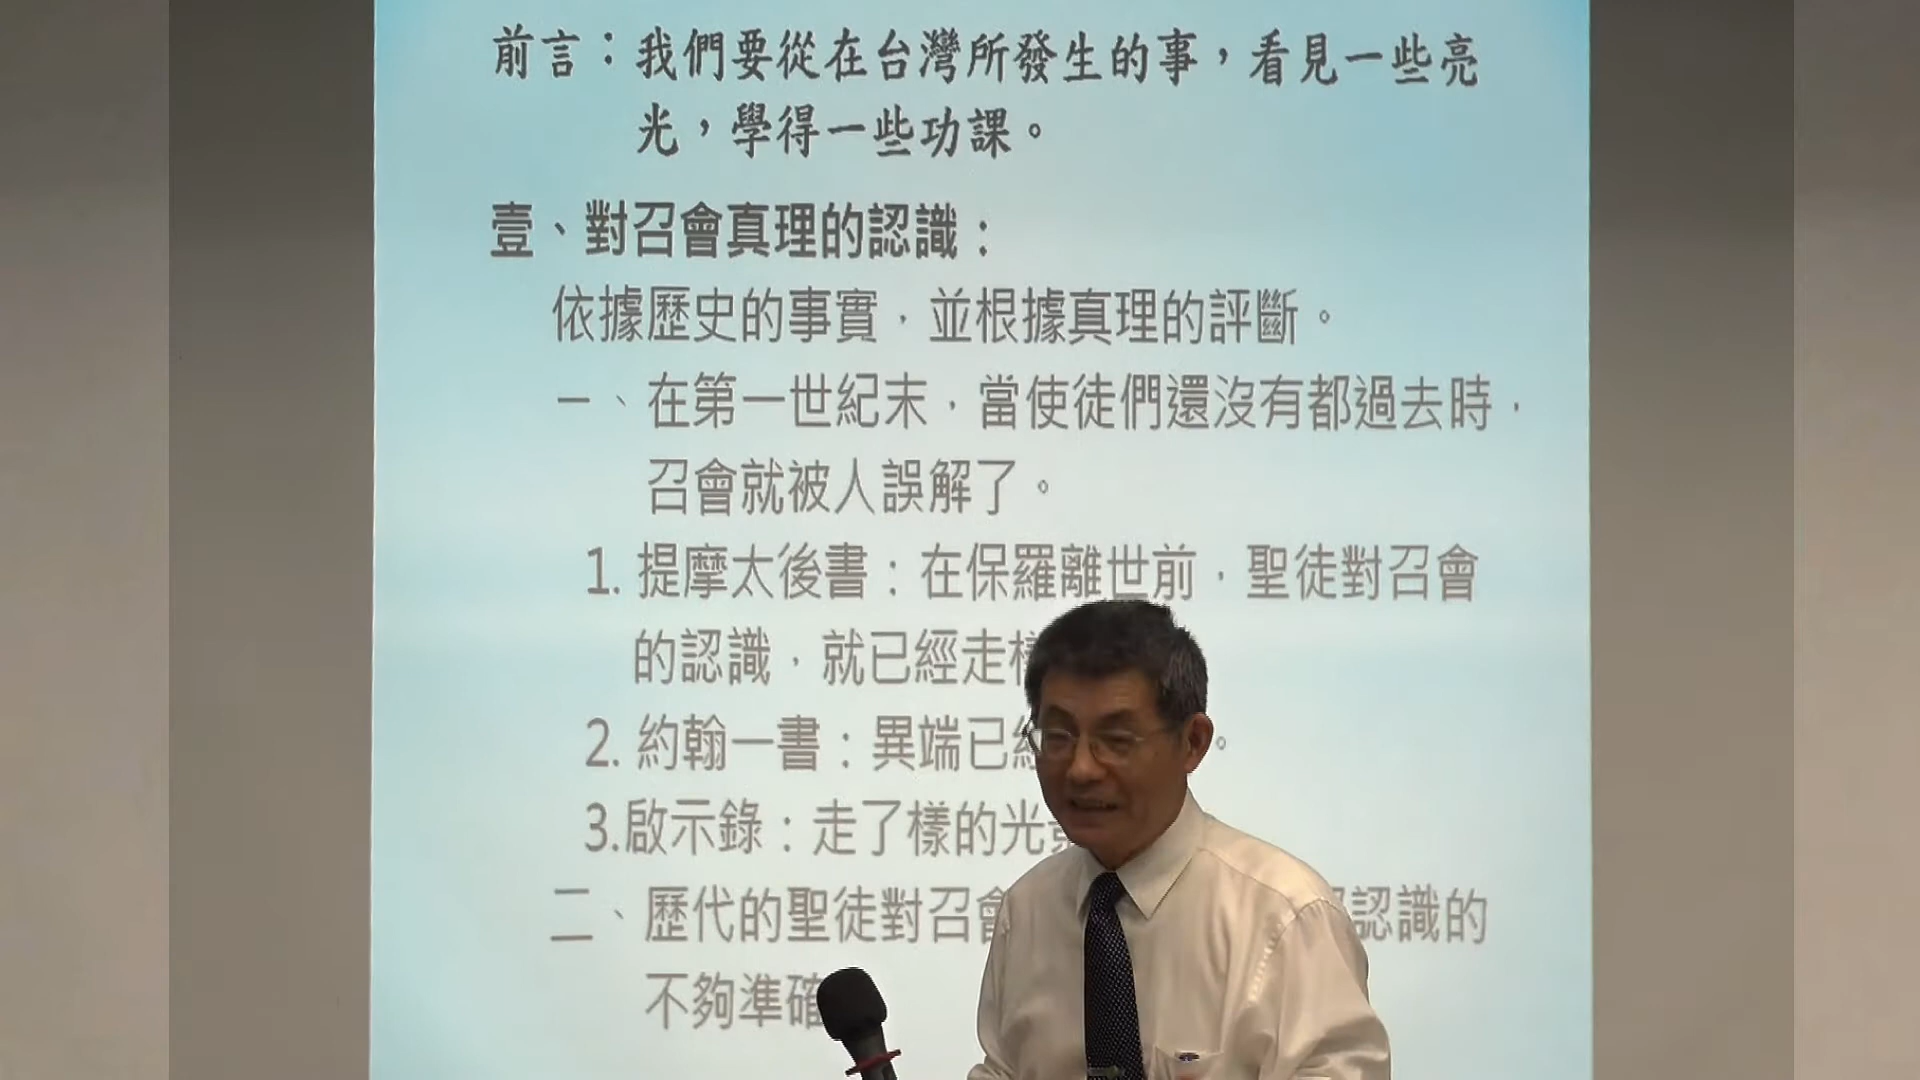 前言：我們要從在台灣所發生的事，看見一些亮
光，學得一些功課。
壹、對召會真理的認識：
依據歷史的事實，並根據真理的評斷。
一、在第一世紀末，當使徒們還沒有都過去時，
召會就被人誤解了。
1. 提摩太後書：在保羅離世前，聖徒對召會
的認識，就已經走
2. 約翰一書：異端已 。
3.啟示錄：走了樣的光
二、歷代的聖徒對召會 認識的
不夠準確